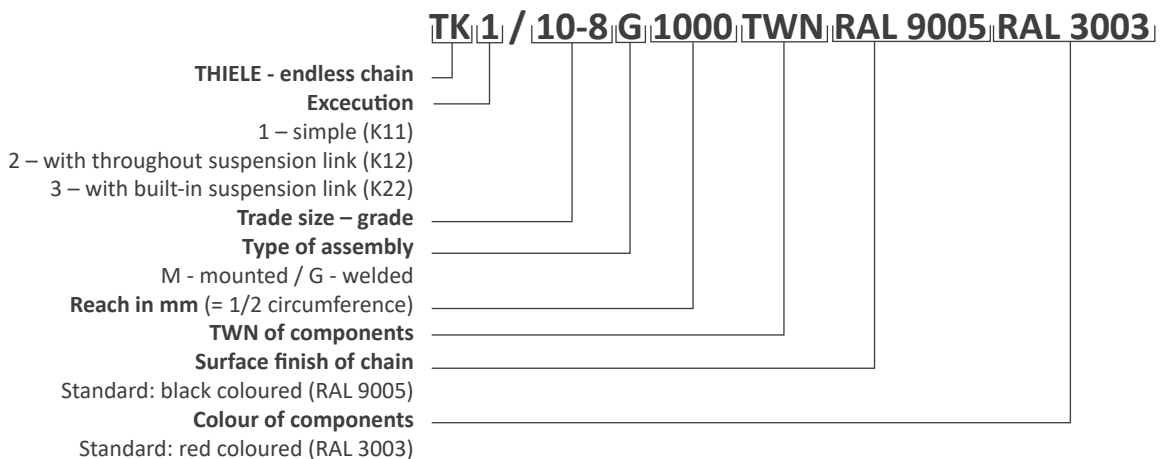 TK 1 / 10-8 G 1000 TWN RAL 9005 RAL 3003
THIELE - endless chain
Excecution
1 – simple (K11)
2 – with throughout suspension link (K12)
3 – with built-in suspension link (K22)
Trade size – grade
Type of assembly
M - mounted / G - welded
Reach in mm (= 1/2 circumference)
TWN of components
Surface finish of chain
Standard: black coloured (RAL 9005)
Colour of components
Standard: red coloured (RAL 3003)